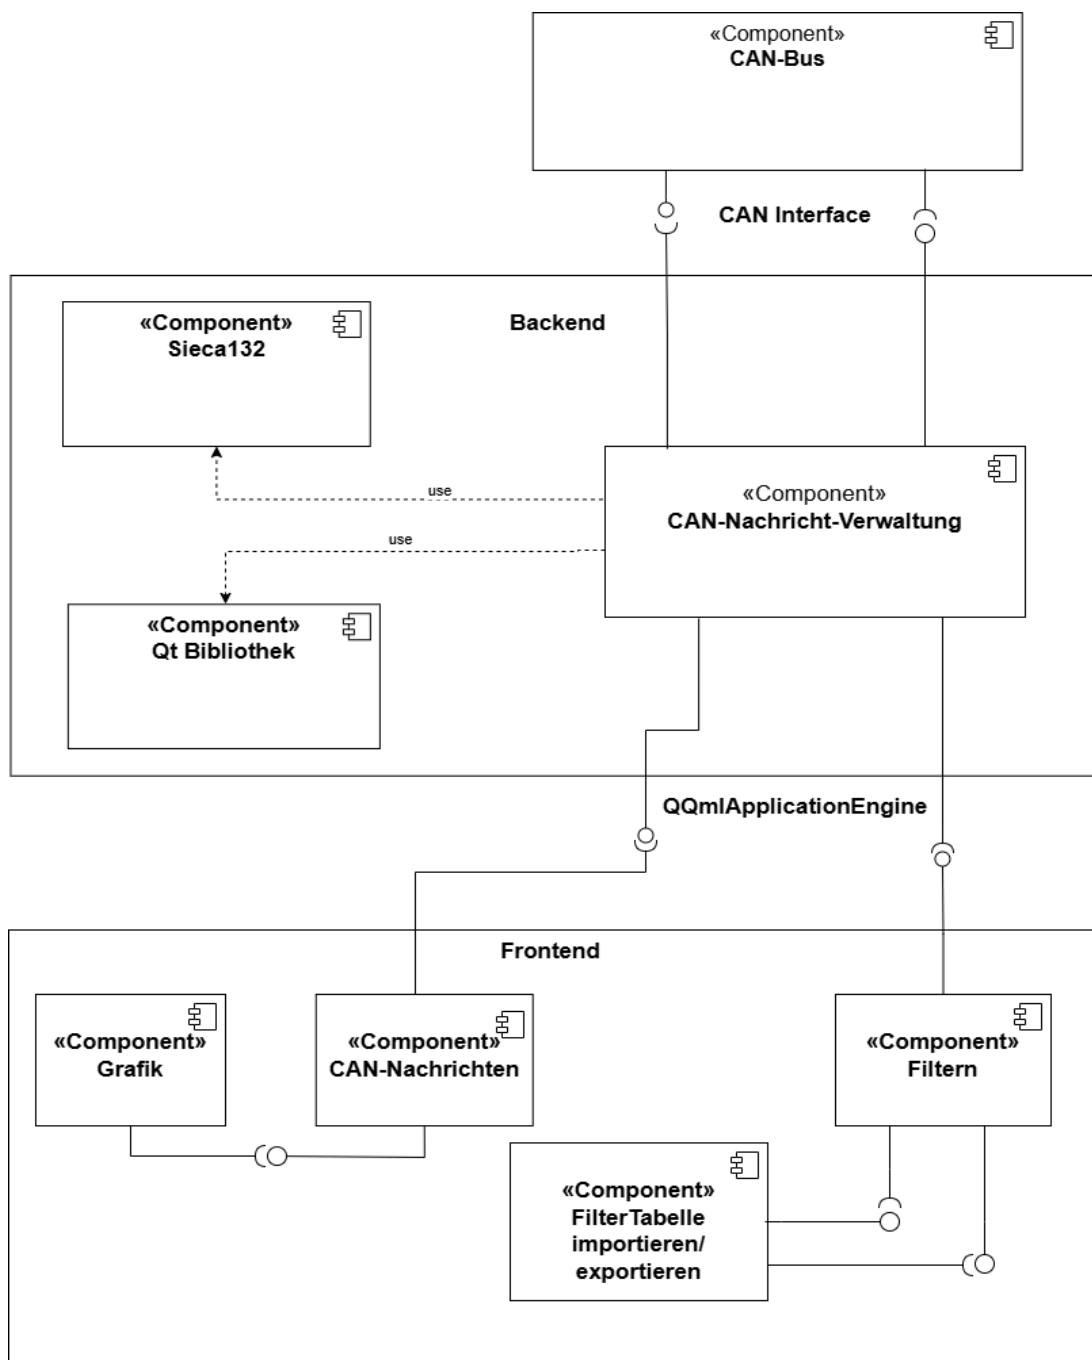 «Component»
CAN-Bus
CAN Interface
Backend
«Component»
Sieca132
use
«Component»
CAN-Nachricht-Verwaltung
use
«Component»
Qt Bibliothek
QQmlApplicationEngine
Frontend
«Component»
Grafik
«Component»
CAN-Nachrichten
«Component»
Filtern
«Component»
FilterTabelle
importieren/
exportieren